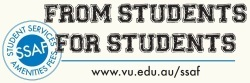 FROM STUDENTS
FOR STUDENTS
STUDENT SERVICES
SSAF
AMENITIES FEES
www.vu.edu.au/ssaf